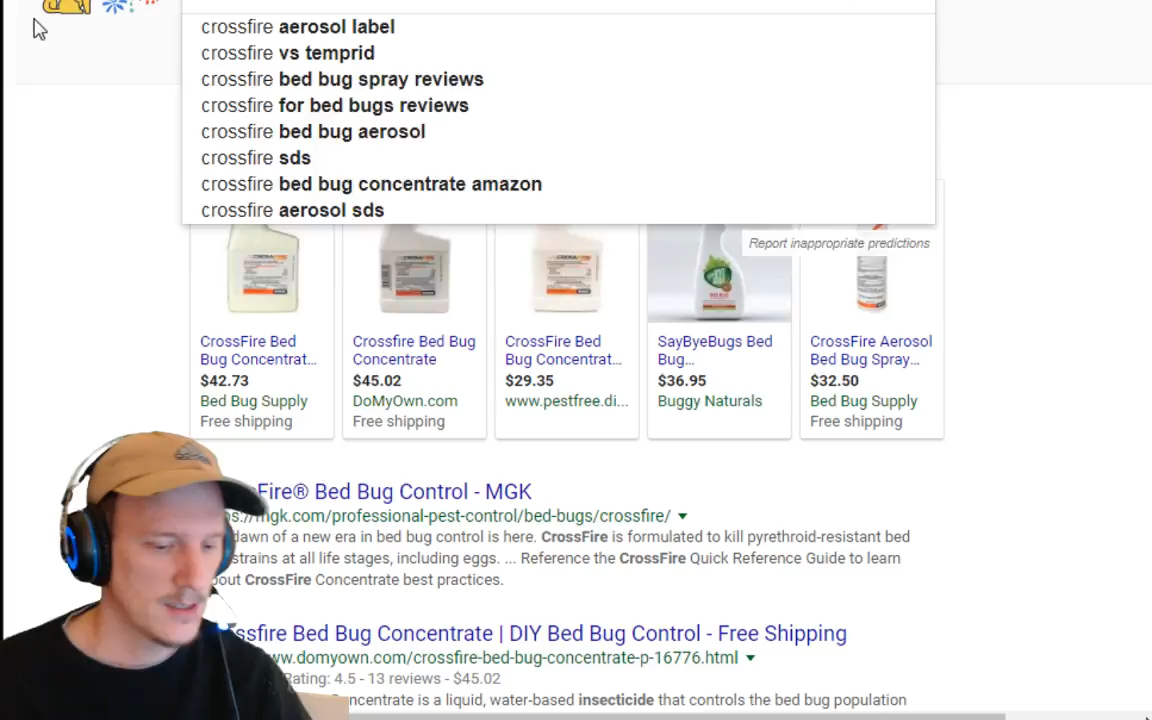 crossfire aerosol label
crossfire vs temprid
crossfire bed bug spray reviews
crossfire for bed bugs reviews
crossfire bed bug aerosol
crossfire sds
crossfire bed bug concentrate amazon
crossfire aerosol sds
Report inappropriate predictions
CrossFire Bed Bug Concentrat...
$42.73
Bed Bug Supply
Free shipping
Crossfire Bed Bug Concentrate
$45.02
DoMyOwn.com
Free shipping
CrossFire Bed Bug Concentrat...
$29.35
www.pestfree.di...
SayByeBugs Bed Bug...
$36.95
Buggy Naturals
CrossFire Aerosol Bed Bug Spray...
$32.50
Bed Bug Supply
Free shipping
Fire® Bed Bug Control - MGK
mgk.com/professional-pest-control/bed-bugs/crossfire/
dawn of a new era in bed bug control is here. CrossFire is formulated to kill pyrethroid-resistant bed
strains at all life stages, including eggs. ... Reference the CrossFire Quick Reference Guide to learn
CrossFire Concentrate best practices.
ssfire Bed Bug Concentrate | DIY Bed Bug Control - Free Shipping
www.domyown.com/crossfire-bed-bug-concentrate-p-16776.html
Rating: 4.5 - 13 reviews - $45.02
ncentrate is a liquid, water-based insecticide that controls the bed bug population